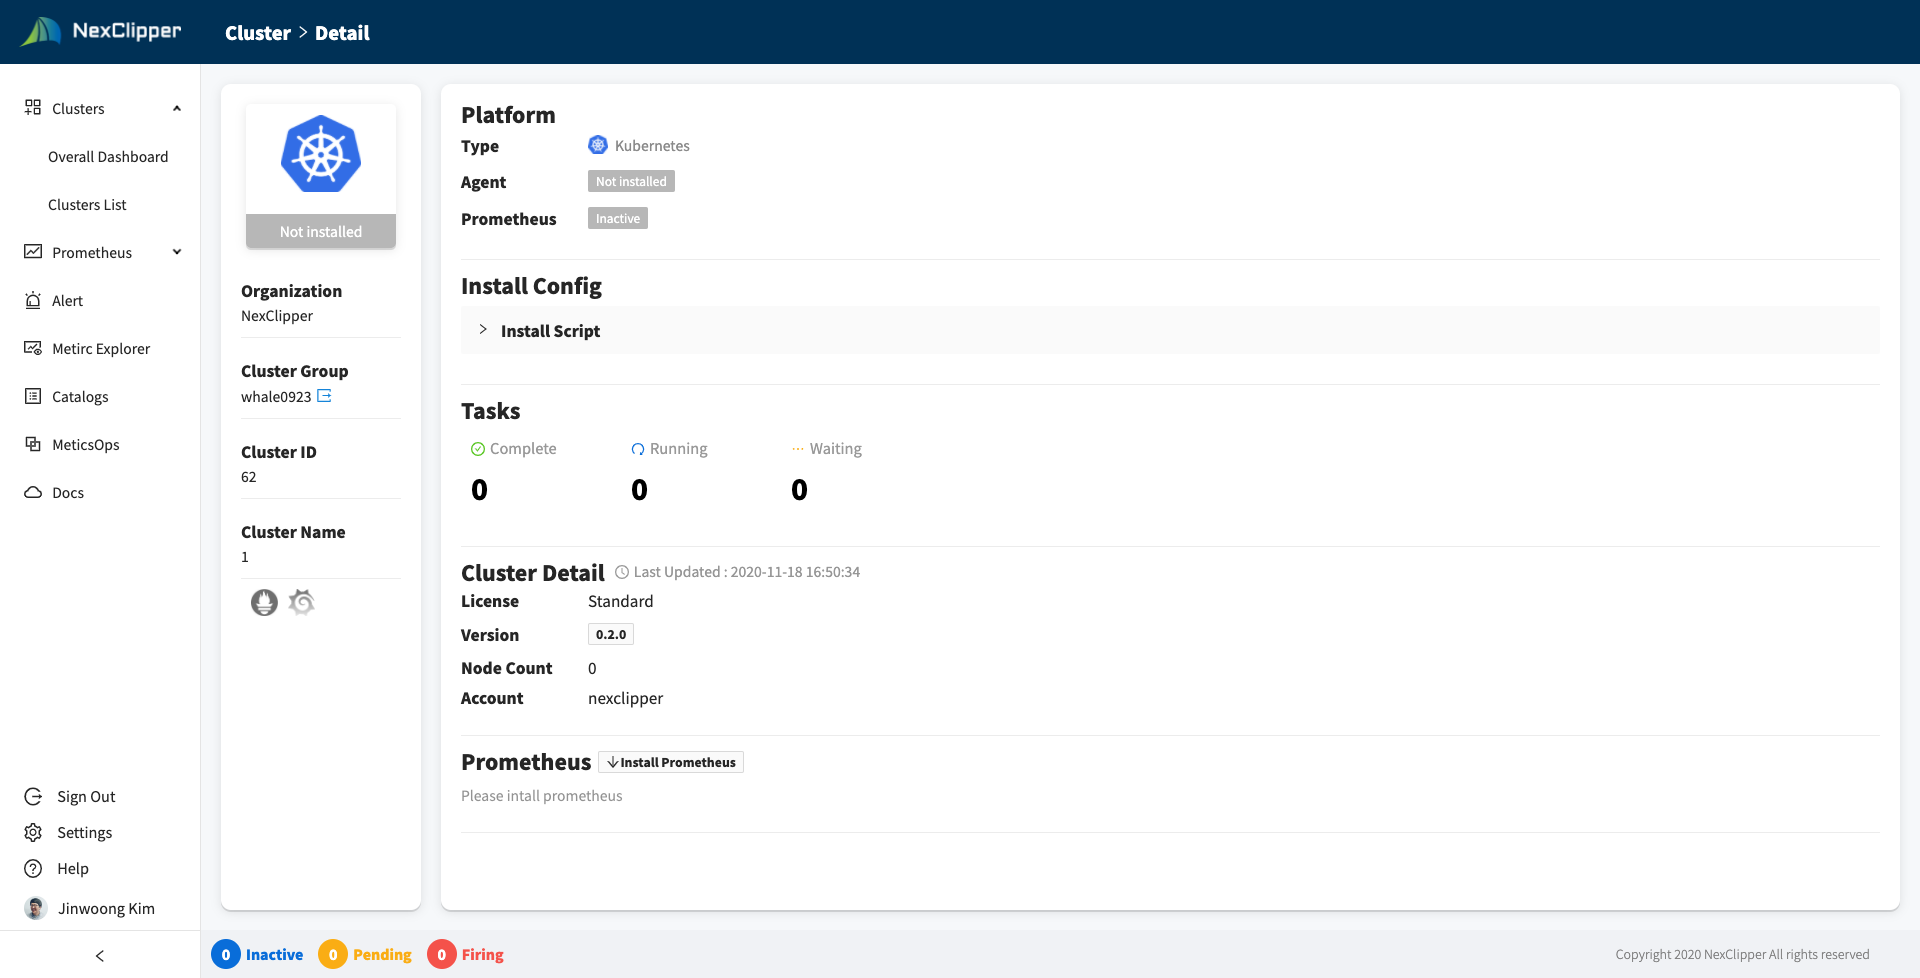 NexClipper
Cluster > Detail
Clusters
Overall Dashboard
Clusters List
Prometheus
Alert
Metirc Explorer
Catalogs
MeticsOps
Docs
Sign Out
Settings
Help
Jinwoong Kim
Not installed
Organization
NexClipper
Cluster Group
whale0923
Cluster ID
62
Cluster Name
1
Platform
Type Kubernetes
Agent Not installed
Prometheus Inactive
Install Config
Install Script
Tasks
Complete Running Waiting
0 0 0
Cluster Detail Last Updated : 2020-11-18 16:50:34
License Standard
Version 0.2.0
Node Count 0
Account nexclipper
Prometheus Install Prometheus
Please intall prometheus
0 Inactive 0 Pending 0 Firing
Copyright 2020 NexClipper All rights reserved